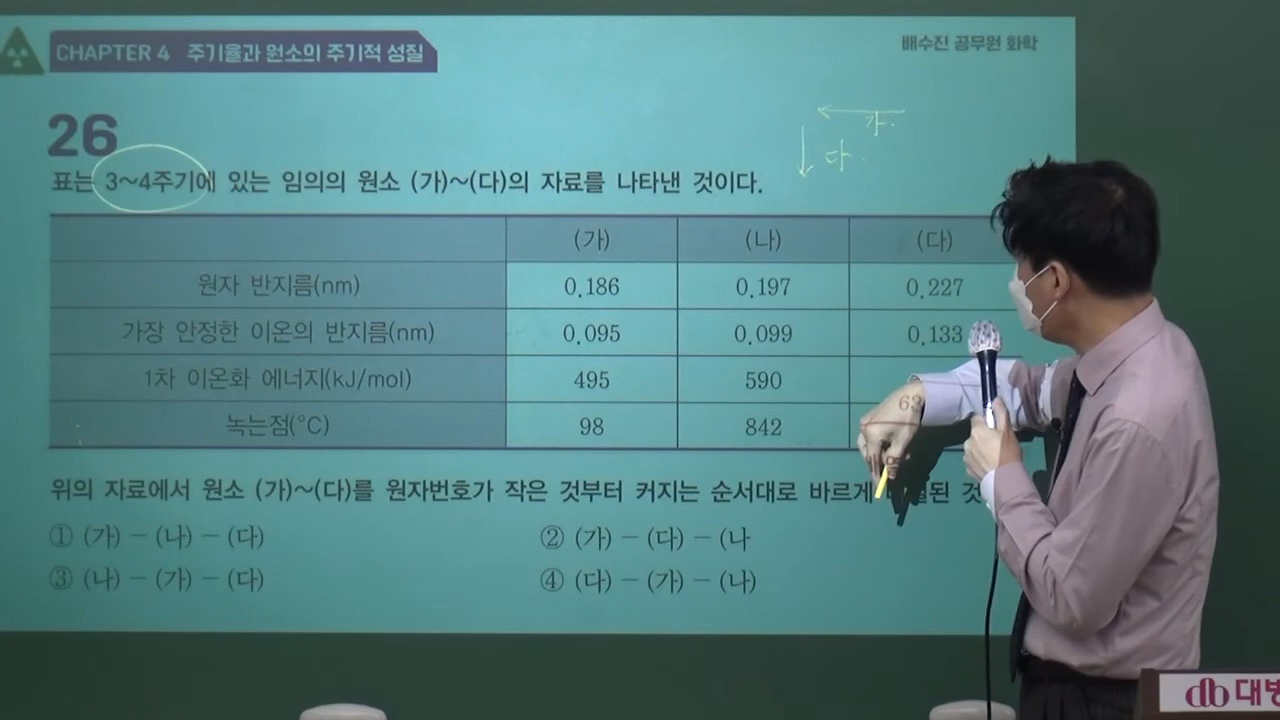 CHAPTER 4 주기율과 원소의 주기적 성질
배수진 공무원 화학
가.
다.
26
표는 3~4주기에 있는 임의의 원소 (가)~(다)의 자료를 나타낸 것이다.
(가) (나) (다)
원자 반지름(nm) 0.186 0.197 0.227
가장 안정한 이온의 반지름(nm) 0.095 0.099 0.133
1차 이온화 에너지(kJ/mol) 495 590
녹는점(°C) 98 842 63
위의 자료에서 원소 (가)~(다)를 원자번호가 작은 것부터 커지는 순서대로 바르게
① (가) - (나) - (다)
② (가) - (다) - (나
③ (나) - (가) - (다)
④ (다) - (가) - (나)